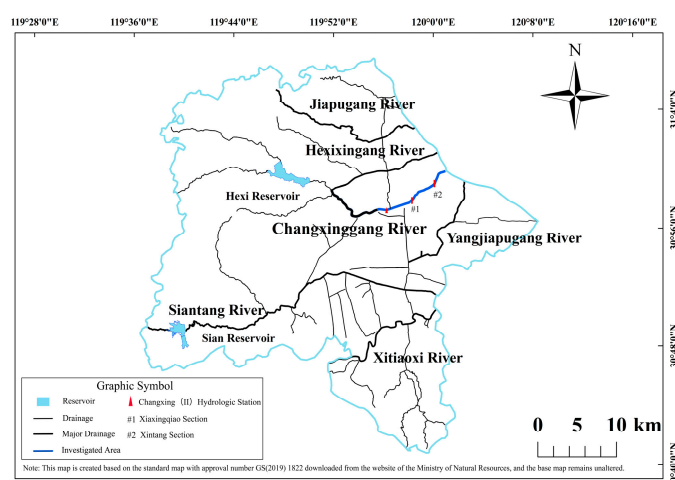 119°28'0"E 119°36'0"E 119°44'0"E 119°52'0"E 120°0'0"E 120°8'0"E 120°16'0"E
N
Jiapugang River
Hexixingang River
Hexi Reservoir
#1
#2
Changxinggang River
Yangjiapugang River
Siantang River
Sian Reservoir
Xitiaoxi River
Graphic Symbol
Reservoir
Changxing (II) Hydrologic Station
Drainage
#1 Xiaxingqiao Section
Major Drainage
#2 Xintang Section
Investigated Area
0 5 10 km
Note: This map is created based on the standard map with approval number GS(2019) 1822 downloaded from the website of the Ministry of Natural Resources, and the base map remains unaltered.